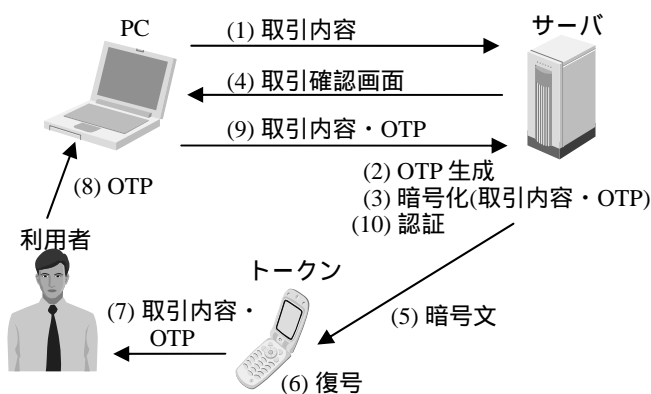 PC
サーバ
(1) 取引内容
(4) 取引確認画面
(9) 取引内容・OTP
(2) OTP 生成
(3) 暗号化(取引内容・OTP)
(10) 認証
(8) OTP
利用者
トークン
(7) 取引内容・
OTP
(5) 暗号文
(6) 復号